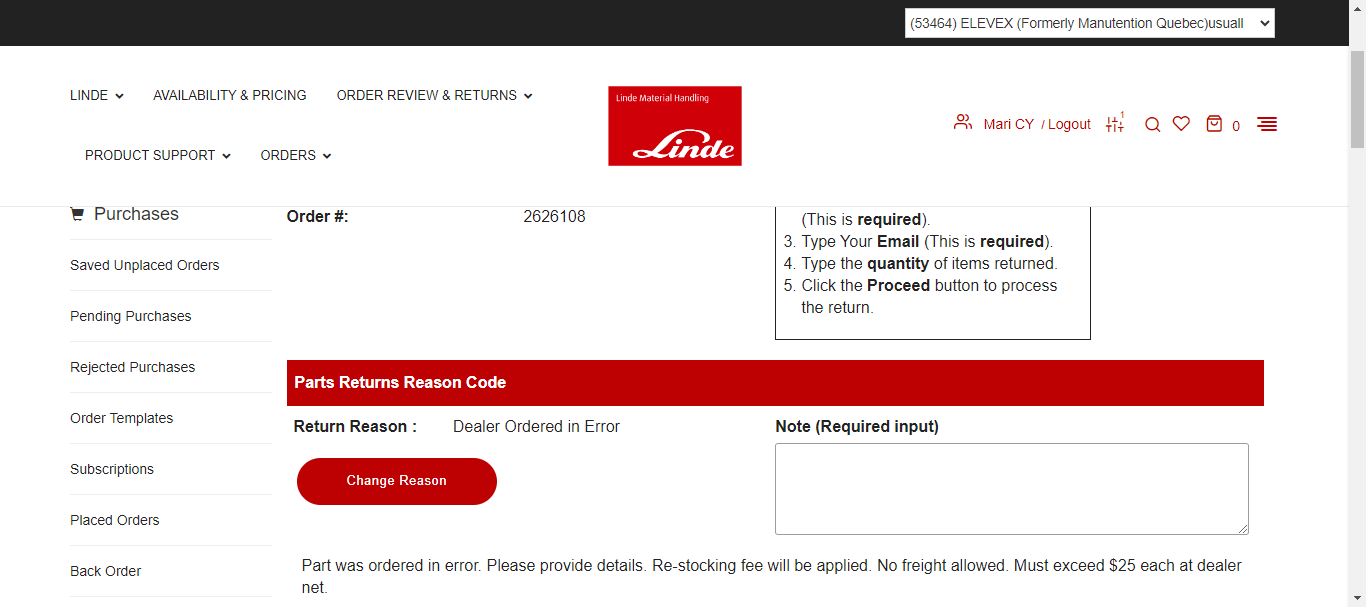 (53464) ELEVEX (Formerly Manutention Quebec)usuall
LINDE
AVAILABILITY & PRICING
ORDER REVIEW & RETURNS
PRODUCT SUPPORT
ORDERS
Linde Material Handling
Linde
Mari CY / Logout
1
0
Purchases
Saved Unplaced Orders
Pending Purchases
Rejected Purchases
Order Templates
Subscriptions
Placed Orders
Back Order
Order #: 2626108
(This is required).
3. Type Your Email (This is required).
4. Type the quantity of items returned.
5. Click the Proceed button to process
the return.
Parts Returns Reason Code
Return Reason : Dealer Ordered in Error
Change Reason
Note (Required input)
Part was ordered in error. Please provide details. Re-stocking fee will be applied. No freight allowed. Must exceed $25 each at dealer
net.